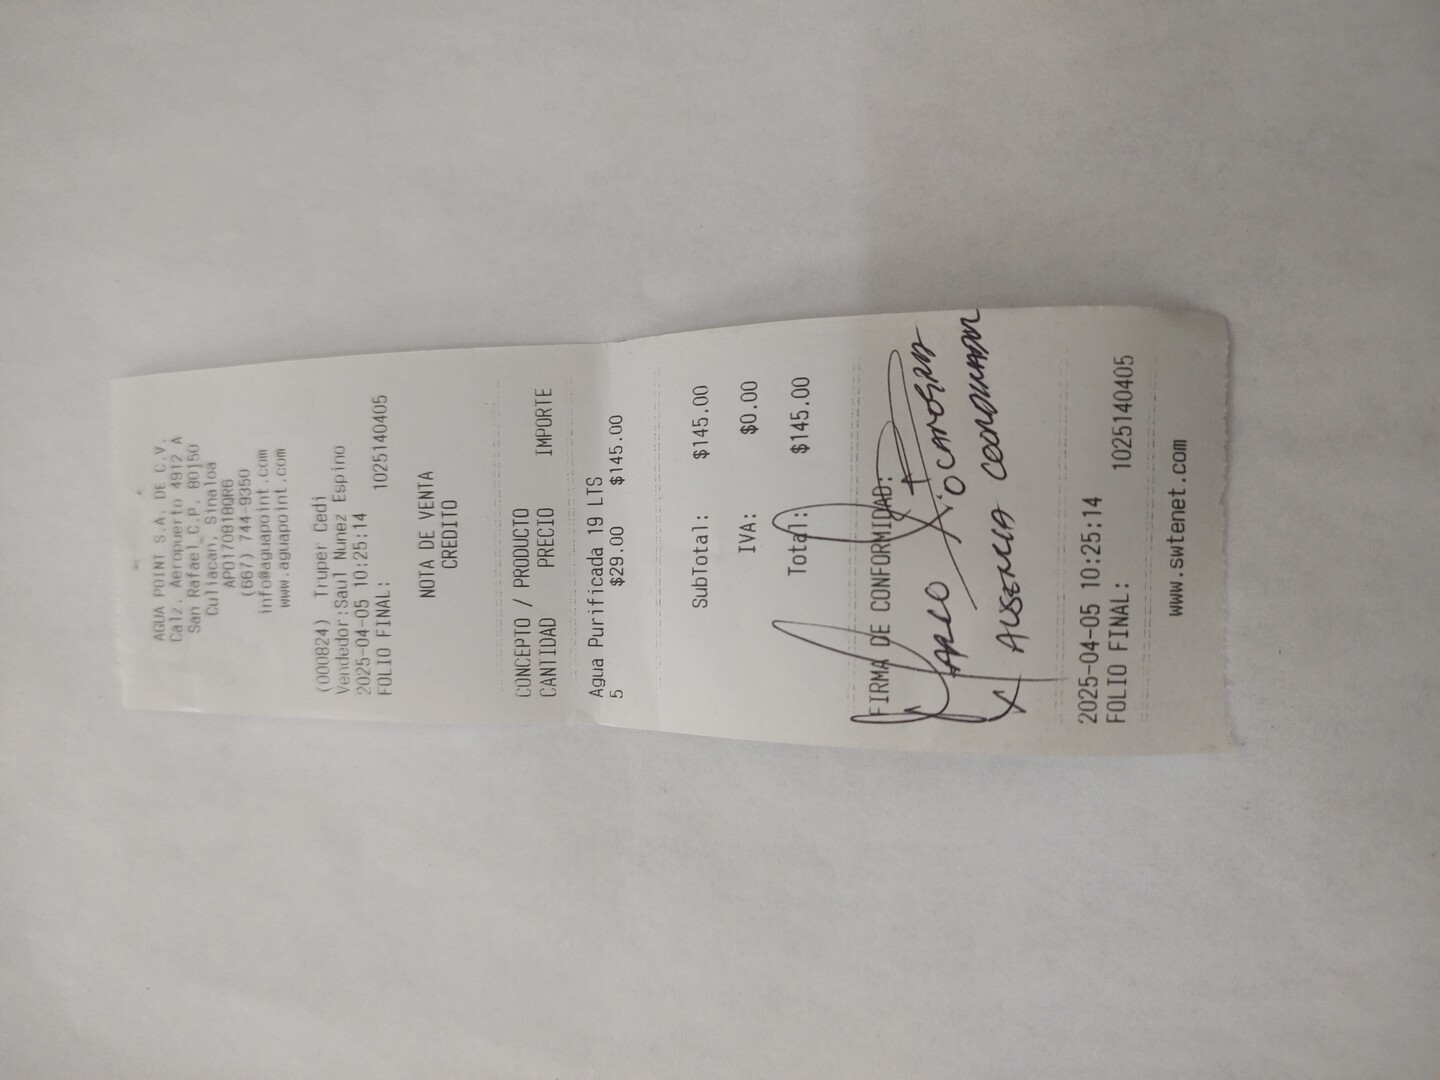 AGUA POINT S.A. DE C.V.
Calz. Aeropuerto 4912 A
San Rafael C.P. 80150
Culiacan, Sinaloa
APO170818QR6
(667) 744-9350
info@aguapoint.com
www.aguapoint.com
(000824) Truper Cedi
Vendedor:Saul Nunez Espino
2025-04-05 10:25:14
FOLIO FINAL: 1025140405
NOTA DE VENTA
CREDITO
CONCEPTO / PRODUCTO
CANTIDAD PRECIO IMPORTE
Agua Purificada 19 LTS
5 $29.00 $145.00
SubTotal: $145.00
IVA: $0.00
Total: $145.00
FIRMA DE CONFORMIDAD:
MARCO
X AUSENCIA COORDINADOR
2025-04-05 10:25:14
FOLIO FINAL: 1025140405
www.swtenet.com